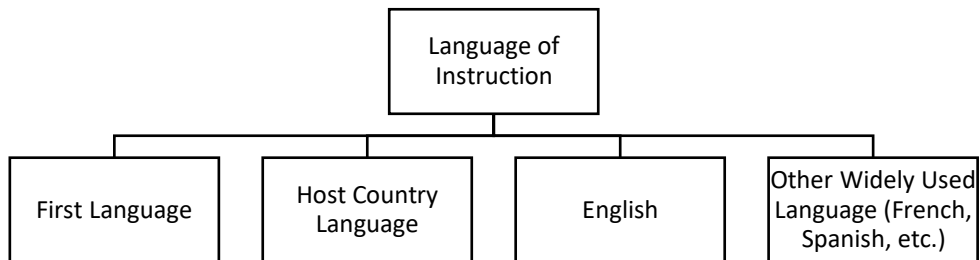 Language of
Instruction
First Language
Host Country
Language
English
Other Widely Used
Language (French,
Spanish, etc.)